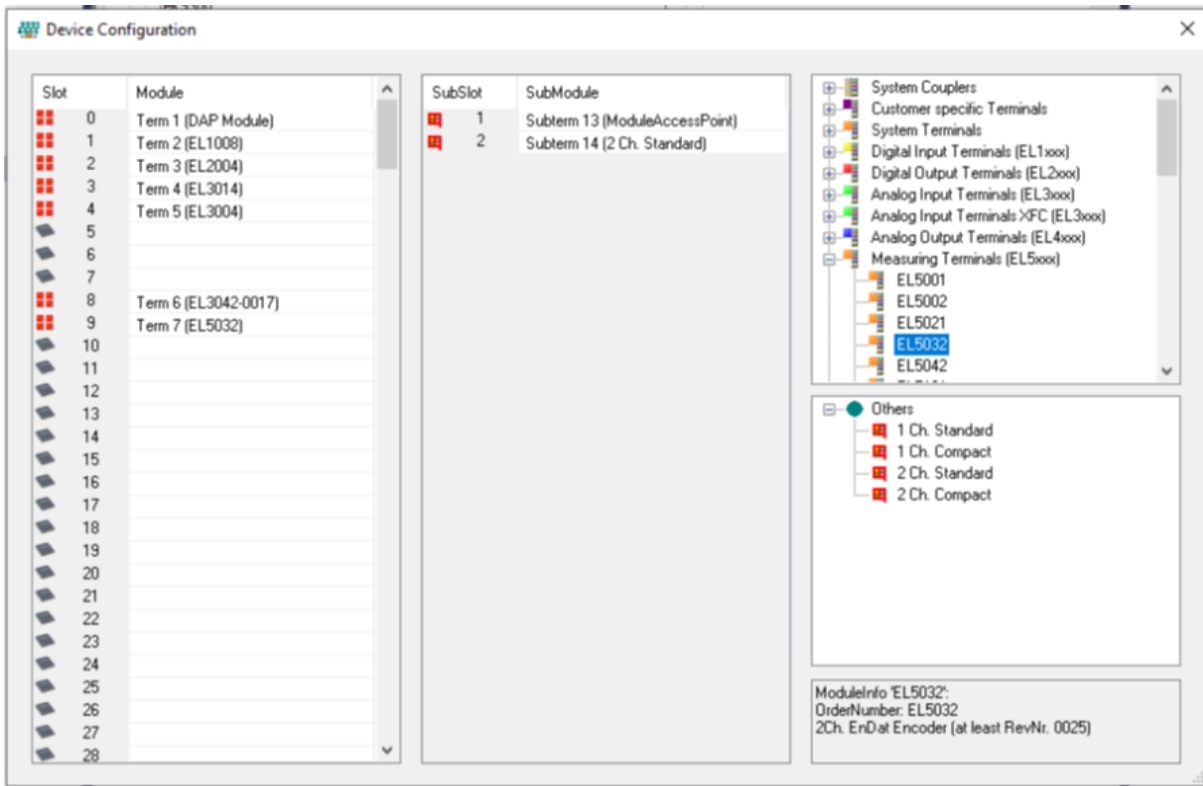 Device Configuration
Slot Module
0 Term 1 (DAP Module)
1 Term 2 (EL1008)
2 Term 3 (EL2004)
3 Term 4 (EL3014)
4 Term 5 (EL3004)
5
6
7
8 Term 6 (EL3042-0017)
9 Term 7 (EL5032)
10
11
12
13
14
15
16
17
18
19
20
21
22
23
24
25
26
27
28
SubSlot SubModule
1 Subterm 13 (ModuleAccessPoint)
2 Subterm 14 (2 Ch. Standard)
System Couplers
Customer specific Terminals
System Terminals
Digital Input Terminals (EL1xxx)
Digital Output Terminals (EL2xxx)
Analog Input Terminals (EL3xxx)
Analog Input Terminals XFC (EL3xxx)
Analog Output Terminals (EL4xxx)
Measuring Terminals (EL5xxx)
EL5001
EL5002
EL5021
EL5032
EL5042
Others
1 Ch. Standard
1 Ch. Compact
2 Ch. Standard
2 Ch. Compact
ModuleInfo 'EL5032':
OrderNumber: EL5032
2Ch. EnDat Encoder (at least RevNr. 0025)